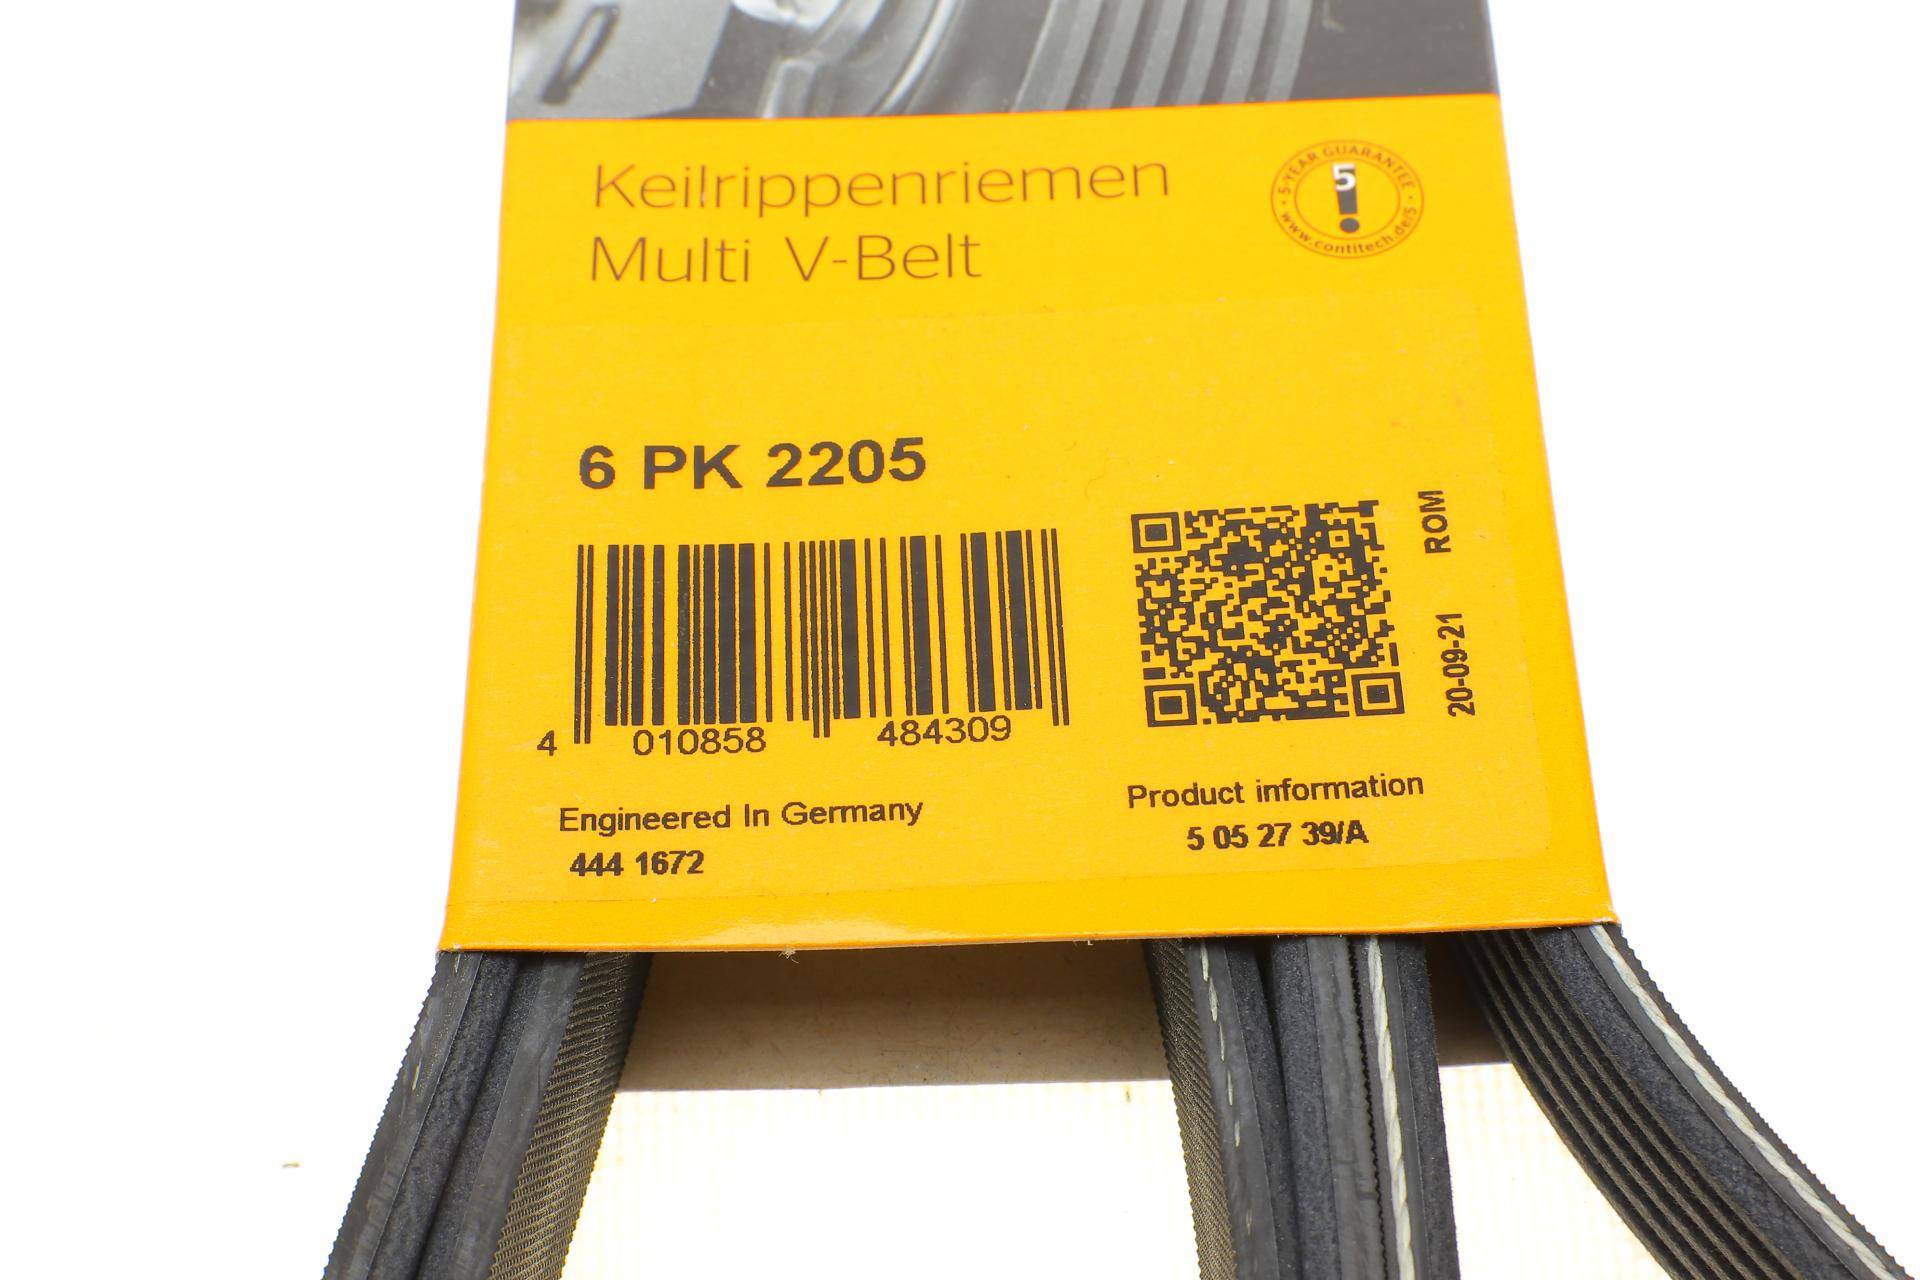 Keilrippenriemen
Multi V-Belt
5-YEAR GUARANTEE
5
www.contitech.de/5
6 PK 2205
4 010858 484309
ROM
20-09-21
Engineered In Germany
444 1672
Product information
5 05 27 39/A